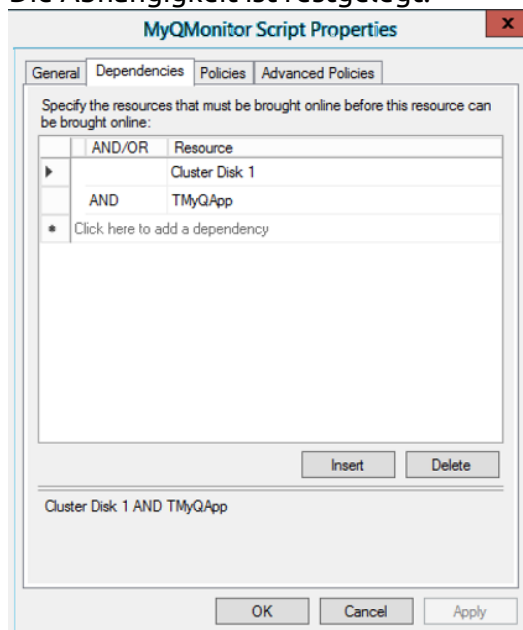 Die Abhängigkeit ist festgelegt.
MyQMonitor Script Properties
x
General Dependencies Policies Advanced Policies
Specify the resources that must be brought online before this resource can
be brought online:
AND/OR Resource
Cluster Disk 1
AND TMyQApp
Click here to add a dependency
Insert Delete
Cluster Disk 1 AND TMyQApp
OK Cancel Apply